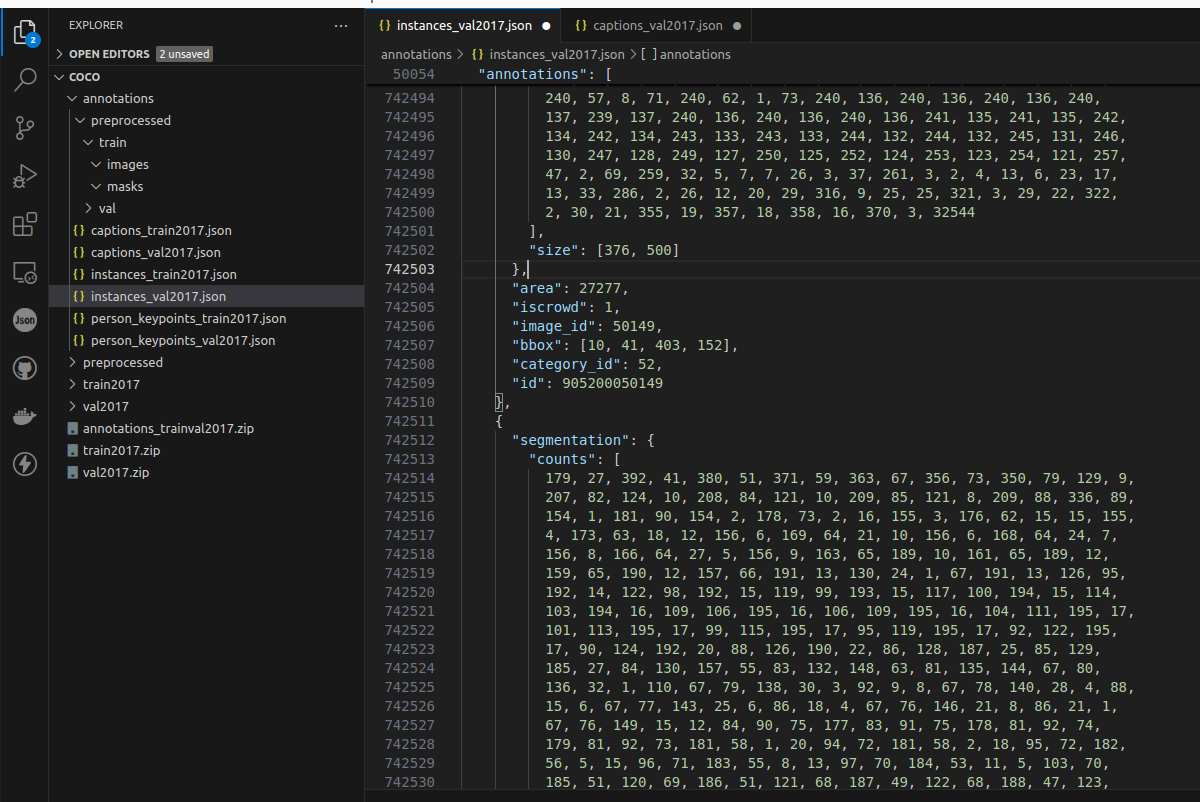 EXPLORER
...
OPEN EDITORS 2 unsaved
COCO
annotations
preprocessed
train
images
masks
val
{} captions_train2017.json
{} captions_val2017.json
{} instances_train2017.json
{} instances_val2017.json
{} person_keypoints_train2017.json
{} person_keypoints_val2017.json
preprocessed
train2017
val2017
annotations_trainval2017.zip
train2017.zip
val2017.zip
2
Json
{} instances_val2017.json ●
{} captions_val2017.json ●
annotations > {} instances_val2017.json > [ ] annotations
50054 "annotations": [
742494 240, 57, 8, 71, 240, 62, 1, 73, 240, 136, 240, 136, 240, 136, 240,
742495 137, 239, 137, 240, 136, 240, 136, 240, 136, 241, 135, 241, 135, 242,
742496 134, 242, 134, 243, 133, 243, 133, 244, 132, 244, 132, 245, 131, 246,
742497 130, 247, 128, 249, 127, 250, 125, 252, 124, 253, 123, 254, 121, 257,
742498 47, 2, 69, 259, 32, 5, 7, 7, 26, 3, 37, 261, 3, 2, 4, 13, 6, 23, 17,
742499 13, 33, 286, 2, 26, 12, 20, 29, 316, 9, 25, 25, 321, 3, 29, 22, 322,
742500 2, 30, 21, 355, 19, 357, 18, 358, 16, 370, 3, 32544
742501 ],
742502 "size": [376, 500]
742503 },
742504 "area": 27277,
742505 "iscrowd": 1,
742506 "image_id": 50149,
742507 "bbox": [10, 41, 403, 152],
742508 "category_id": 52,
742509 "id": 905200050149
742510 },
742511 {
742512 "segmentation": {
742513 "counts": [
742514 179, 27, 392, 41, 380, 51, 371, 59, 363, 67, 356, 73, 350, 79, 129, 9,
742515 207, 82, 124, 10, 208, 84, 121, 10, 209, 85, 121, 8, 209, 88, 336, 89,
742516 154, 1, 181, 90, 154, 2, 178, 73, 2, 16, 155, 3, 176, 62, 15, 15, 155,
742517 4, 173, 63, 18, 12, 156, 6, 169, 64, 21, 10, 156, 6, 168, 64, 24, 7,
742518 156, 8, 166, 64, 27, 5, 156, 9, 163, 65, 189, 10, 161, 65, 189, 12,
742519 159, 65, 190, 12, 157, 66, 191, 13, 130, 24, 1, 67, 191, 13, 126, 95,
742520 192, 14, 122, 98, 192, 15, 119, 99, 193, 15, 117, 100, 194, 15, 114,
742521 103, 194, 16, 109, 106, 195, 16, 106, 109, 195, 16, 104, 111, 195, 17,
742522 101, 113, 195, 17, 99, 115, 195, 17, 95, 119, 195, 17, 92, 122, 195,
742523 17, 90, 124, 192, 20, 88, 126, 190, 22, 86, 128, 187, 25, 85, 129,
742524 185, 27, 84, 130, 157, 55, 83, 132, 148, 63, 81, 135, 144, 67, 80,
742525 136, 32, 1, 110, 67, 79, 138, 30, 3, 92, 9, 8, 67, 78, 140, 28, 4, 88,
742526 15, 6, 67, 77, 143, 25, 6, 86, 18, 4, 67, 76, 146, 21, 8, 86, 21, 1,
742527 67, 76, 149, 15, 12, 84, 90, 75, 177, 83, 91, 75, 178, 81, 92, 74,
742528 179, 81, 92, 73, 181, 58, 1, 20, 94, 72, 181, 58, 2, 18, 95, 72, 182,
742529 56, 5, 15, 96, 71, 183, 55, 8, 13, 97, 70, 184, 53, 11, 5, 103, 70,
742530 185, 51, 120, 69, 186, 51, 121, 68, 187, 49, 122, 68, 188, 47, 123,